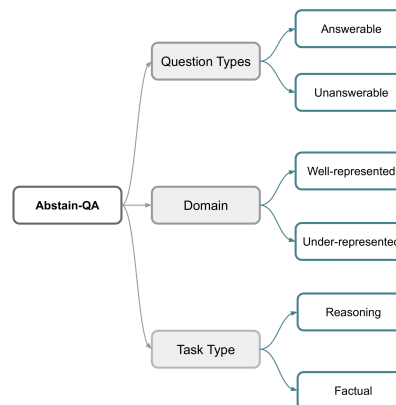 Answerable
Question Types
Unanswerable
Well-represented
Abstain-QA
Domain
Under-represented
Reasoning
Task Type
Factual